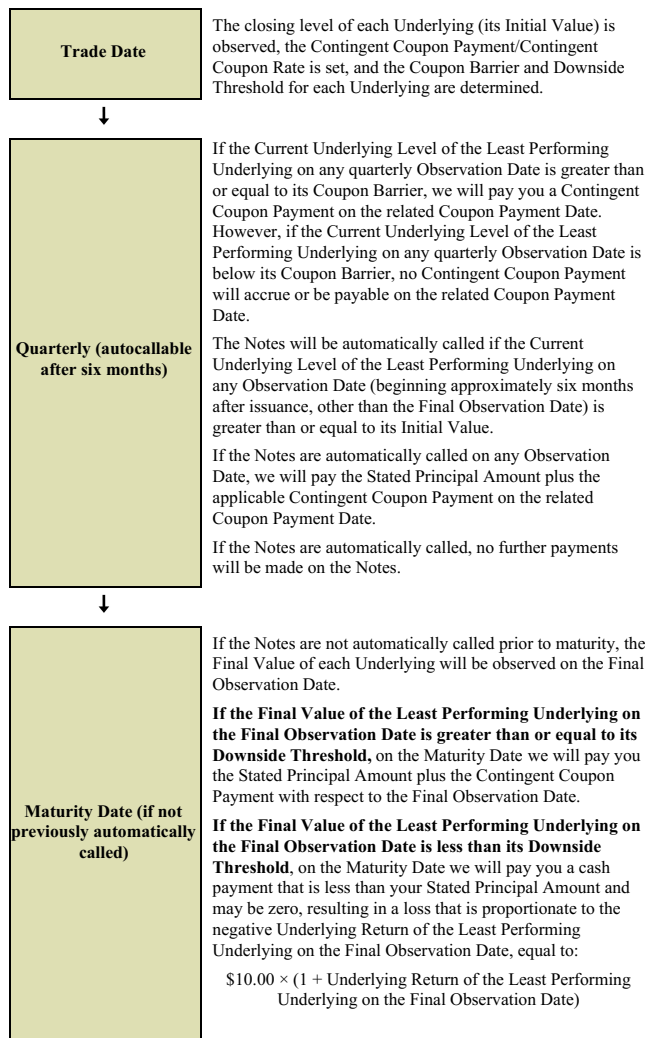 Trade Date
The closing level of each Underlying (its Initial Value) is
observed, the Contingent Coupon Payment/Contingent
Coupon Rate is set, and the Coupon Barrier and Downside
Threshold for each Underlying are determined.
Quarterly (autocallable
after six months)
If the Current Underlying Level of the Least Performing
Underlying on any quarterly Observation Date is greater than
or equal to its Coupon Barrier, we will pay you a Contingent
Coupon Payment on the related Coupon Payment Date.
However, if the Current Underlying Level of the Least
Performing Underlying on any quarterly Observation Date is
below its Coupon Barrier, no Contingent Coupon Payment
will accrue or be payable on the related Coupon Payment
Date.
The Notes will be automatically called if the Current
Underlying Level of the Least Performing Underlying on
any Observation Date (beginning approximately six months
after issuance, other than the Final Observation Date) is
greater than or equal to its Initial Value.
If the Notes are automatically called on any Observation
Date, we will pay the Stated Principal Amount plus the
applicable Contingent Coupon Payment on the related
Coupon Payment Date.
If the Notes are automatically called, no further payments
will be made on the Notes.
Maturity Date (if not
previously automatically
called)
If the Notes are not automatically called prior to maturity, the
Final Value of each Underlying will be observed on the Final
Observation Date.
If the Final Value of the Least Performing Underlying on
the Final Observation Date is greater than or equal to its
Downside Threshold, on the Maturity Date we will pay you
the Stated Principal Amount plus the Contingent Coupon
Payment with respect to the Final Observation Date.
If the Final Value of the Least Performing Underlying on
the Final Observation Date is less than its Downside
Threshold, on the Maturity Date we will pay you a cash
payment that is less than your Stated Principal Amount and
may be zero, resulting in a loss that is proportionate to the
negative Underlying Return of the Least Performing
Underlying on the Final Observation Date, equal to:
$10.00 × (1 + Underlying Return of the Least Performing
Underlying on the Final Observation Date)